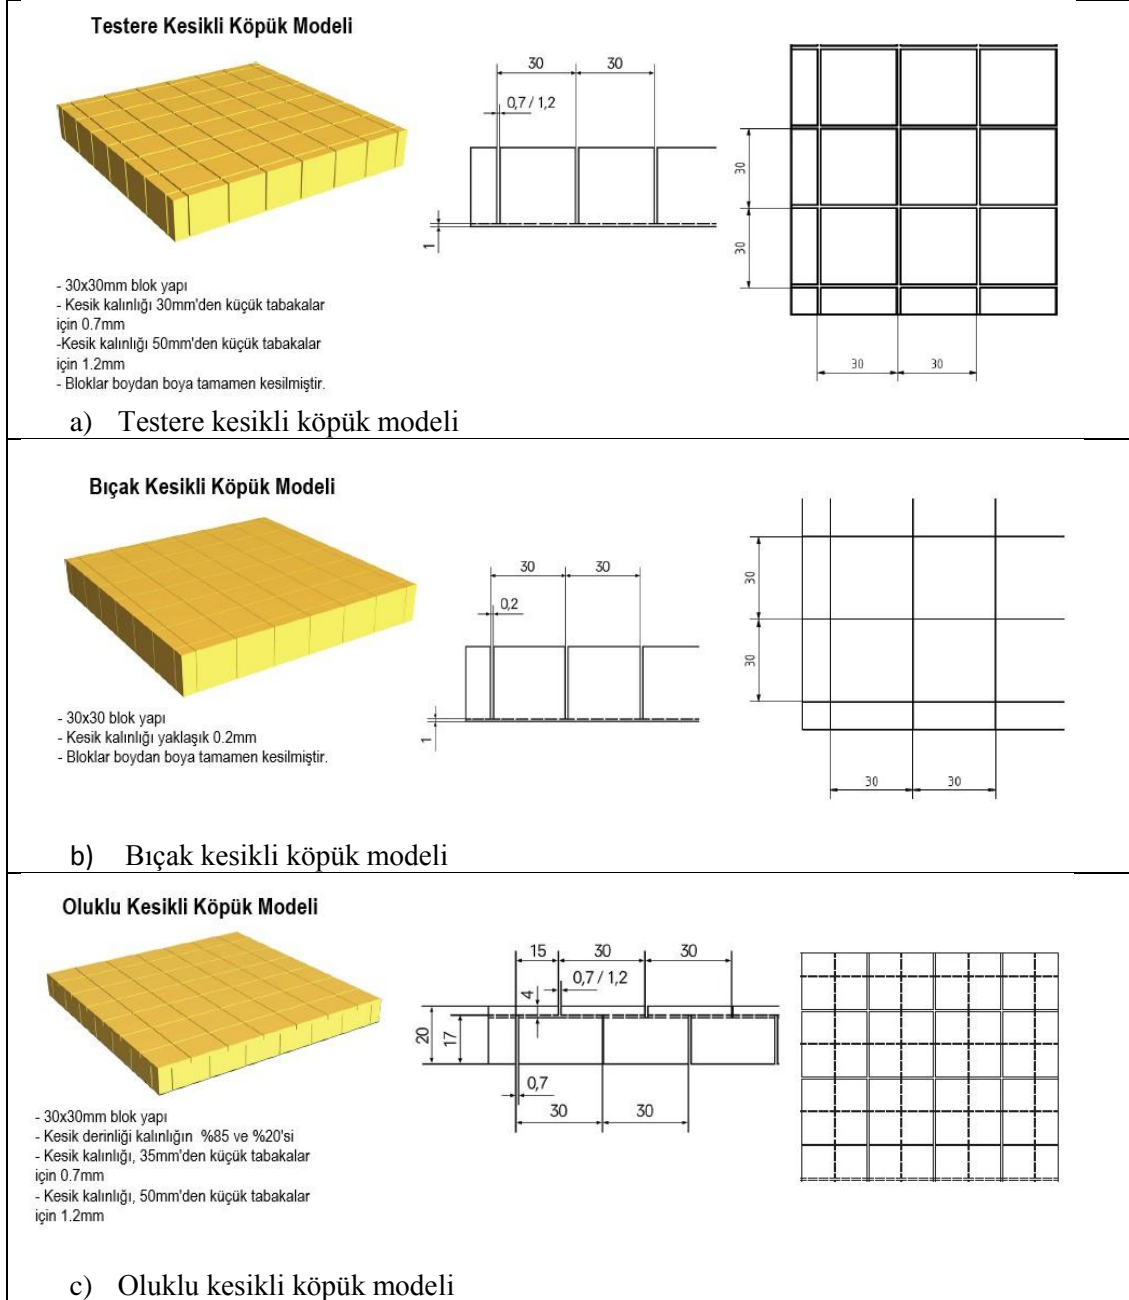 Testere Kesikli Köpük Modeli
30 30
0,7 / 1,2
1
30
30
30 30
- 30x30mm blok yapı
- Kesik kalınlığı 30mm'den küçük tabakalar
için 0.7mm
-Kesik kalınlığı 50mm'den küçük tabakalar
için 1.2mm
- Bloklar boydan boya tamamen kesilmiştir.
a) Testere kesikli köpük modeli
Bıçak Kesikli Köpük Modeli
30 30
0,2
1
30
30
30 30
- 30x30 blok yapı
- Kesik kalınlığı yaklaşık 0.2mm
- Bloklar boydan boya tamamen kesilmiştir.
b) Bıçak kesikli köpük modeli
Oluklu Kesikli Köpük Modeli
15 30 30
0,7 / 1,2
4
20
17
0,7
30 30
- 30x30mm blok yapı
- Kesik derinliği kalınlığın %85 ve %20'si
- Kesik kalınlığı, 35mm'den küçük tabakalar
için 0.7mm
- Kesik kalınlığı, 50mm'den küçük tabakalar
için 1.2mm
c) Oluklu kesikli köpük modeli